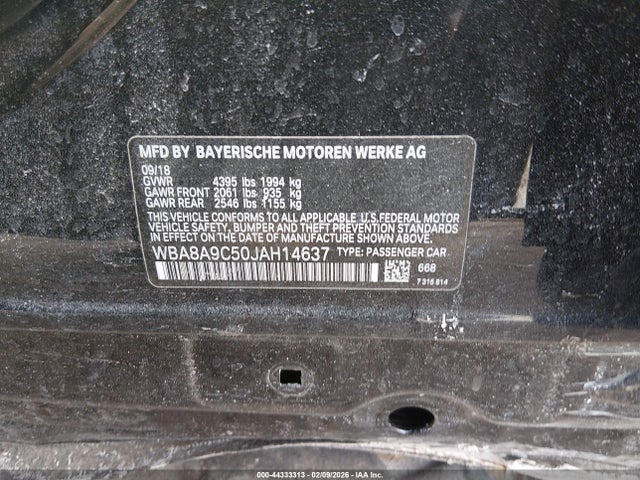 MFD BY BAYERISCHE MOTOREN WERKE AG
09/18
GVWR 4395 lbs 1994 kg
GAWR FRONT 2061 lbs 935 kg
GAWR REAR 2546 lbs 1155 kg
THIS VEHICLE CONFORMS TO ALL APPLICABLE U.S.FEDERAL MOTOR
VEHICLE SAFETY, BUMPER AND THEFT PREVENTION STANDARDS
IN EFFECT ON THE DATE OF MANUFACTURE SHOWN ABOVE.
WBA8A9C50JAH14637 TYPE: PASSENGER CAR
668
7 315 814
000-44333313 - 02/09/2026 - IAA Inc.